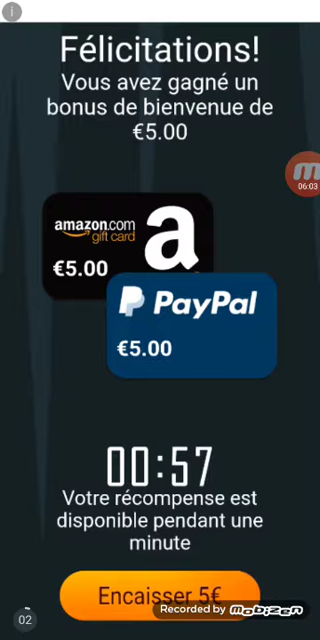 Félicitations!
Vous avez gagné un
bonus de bienvenue de
€5.00
06:03
amazon.com
gift card
€5.00
PayPal
€5.00
00:57
Votre récompense est
disponible pendant une
minute
Encaisser 5€
Recorded by mobizen
02